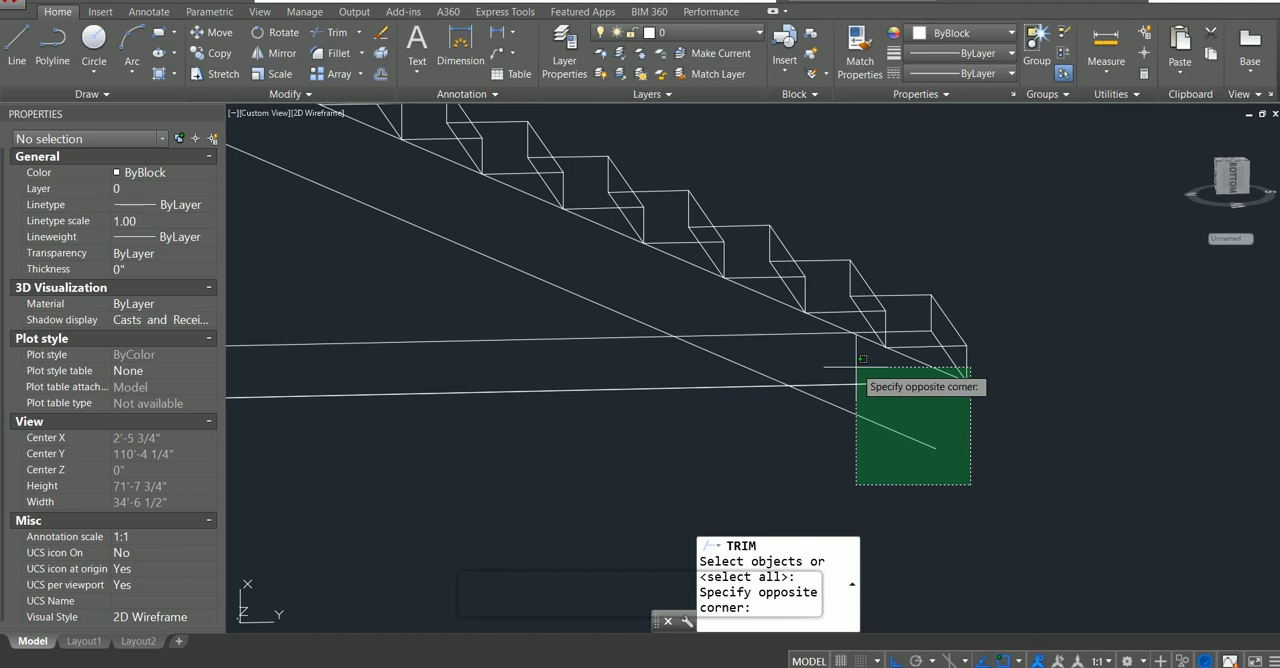 Home Insert Annotate Parametric View Manage Output Add-ins A360 Express Tools Featured Apps BIM 360 Performance
Line Polyline Circle Arc
Move Rotate Trim
Copy Mirror Fillet
Stretch Scale Array
Text Dimension Table
Layer Properties
0
Make Current
Match Layer
Insert
Match Properties
ByBlock
ByLayer
ByLayer
Group Measure Paste Base
Draw Modify Annotation Layers Block Properties Groups Utilities Clipboard View
PROPERTIES
No selection
General
Color ByBlock
Layer 0
Linetype ByLayer
Linetype scale 1.00
Lineweight ByLayer
Transparency ByLayer
Thickness 0"
3D Visualization
Material ByLayer
Shadow display Casts and Recei...
Plot style
Plot style ByColor
Plot style table None
Plot table attach... Model
Plot table type Not available
View
Center X 2'-5 3/4"
Center Y 110'-4 1/4"
Center Z 0"
Height 71'-7 3/4"
Width 34'-6 1/2"
Misc
Annotation scale 1:1
UCS icon On No
UCS icon at origin Yes
UCS per viewport Yes
UCS Name
Visual Style 2D Wireframe
[−][Custom View][2D Wireframe]
BOTTOM
Unnamed
Specify opposite corner:
TRIM
Select objects or
<select all>:
Specify opposite
corner:
X
Z Y
Model Layout1 Layout2 +
MODEL 1:1